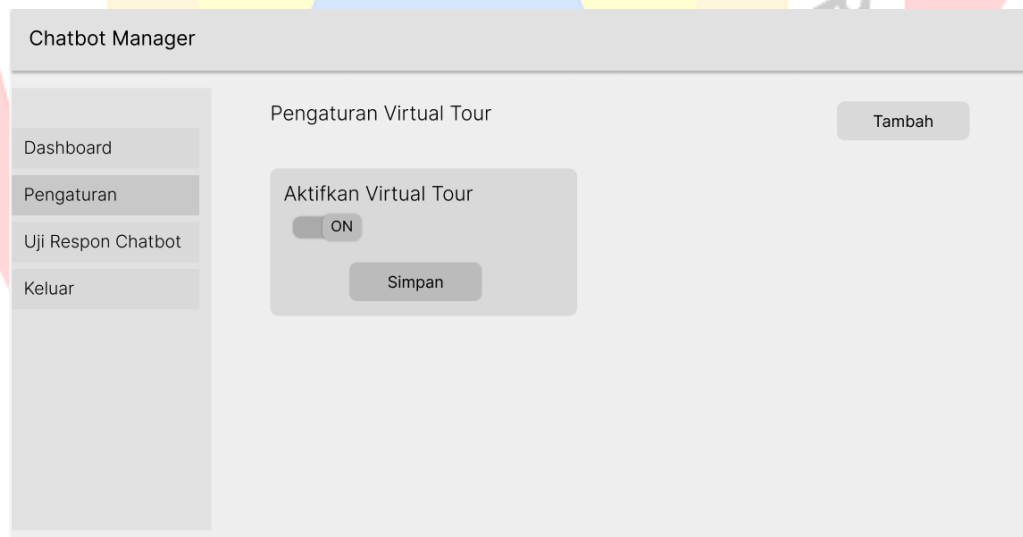 Chatbot Manager
Dashboard
Pengaturan
Uji Respon Chatbot
Keluar
Pengaturan Virtual Tour
Tambah
Aktifkan Virtual Tour
ON
Simpan